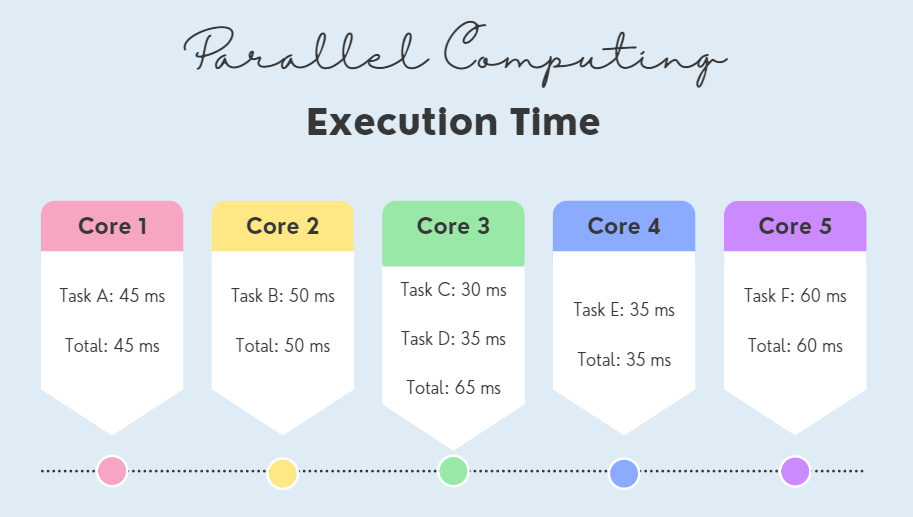 Parallel Computing
Execution Time
Core 1
Task A: 45 ms
Total: 45 ms
Core 2
Task B: 50 ms
Total: 50 ms
Core 3
Task C: 30 ms
Task D: 35 ms
Total: 65 ms
Core 4
Task E: 35 ms
Total: 35 ms
Core 5
Task F: 60 ms
Total: 60 ms